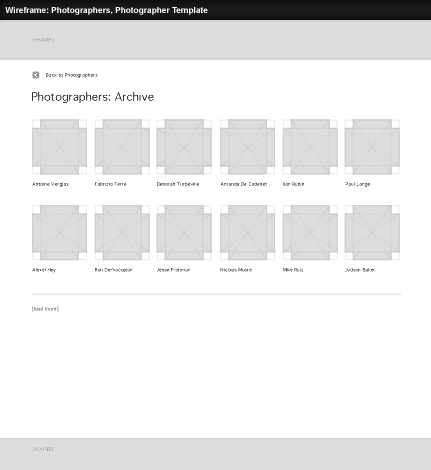 Wireframe: Photographers, Photographer Template
[HEADER]
Back to Photographers
Photographers: Archive
Antoine Verglas
Fabrizio Ferre
Deborah Turbeville
Amanda De Cadenet
Ilan Rubin
Paul Lange
Alexei Hay
Ron Derhacopian
Jesse Frohman
Nicolas Moore
Mike Ruiz
Judson Baker
[load more]
[FOOTER]